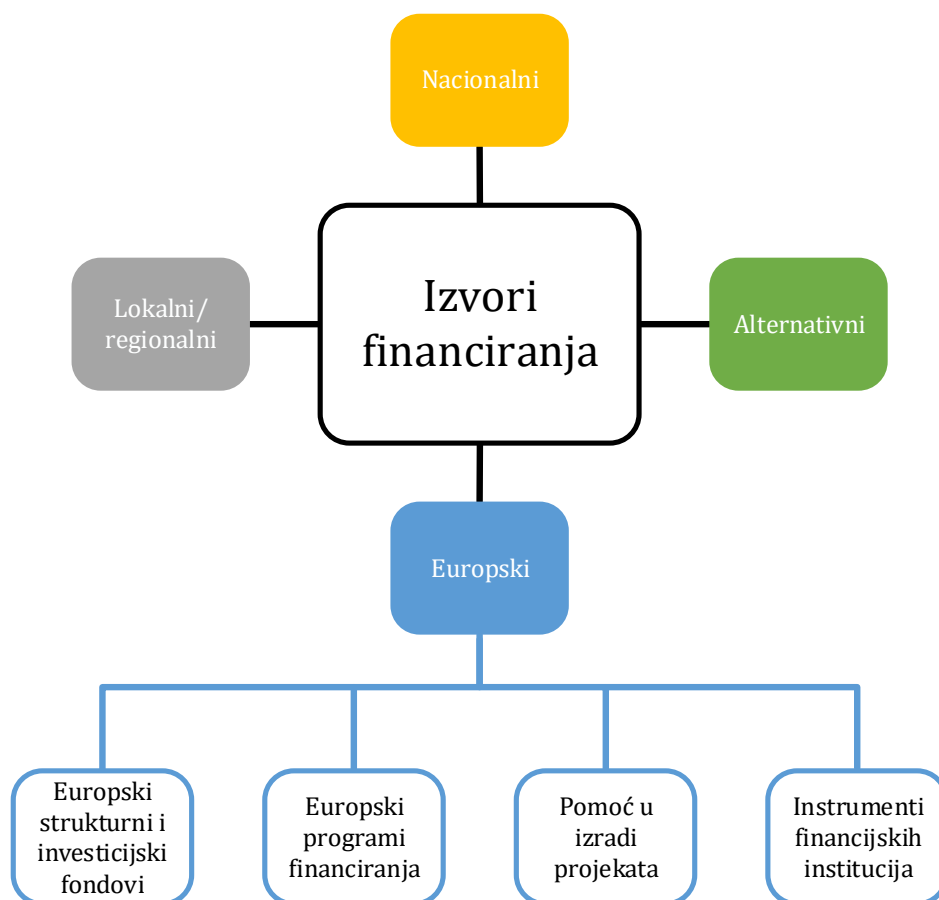 Nacionalni
Lokalni/
regionalni
Izvori
financiranja
Alternativni
Europski
Europski
strukturni i
investicijski
fondovi
Europski
programi
financiranja
Pomoć u
izradi
projekata
Instrumenti
financijskih
institucija